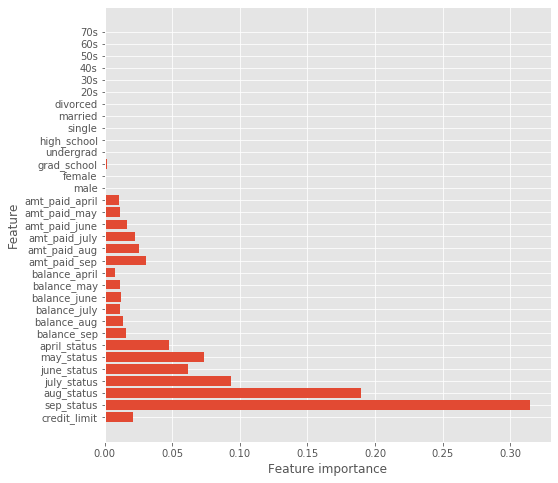 70s
60s
50s
40s
30s
20s
divorced
married
single
high_school
undergrad
grad_school
female
male
amt_paid_april
amt_paid_may
amt_paid_june
amt_paid_july
amt_paid_aug
amt_paid_sep
balance_april
balance_may
balance_june
balance_july
balance_aug
balance_sep
april_status
may_status
june_status
july_status
aug_status
sep_status
credit_limit
Feature
0.00 0.05 0.10 0.15 0.20 0.25 0.30
Feature importance